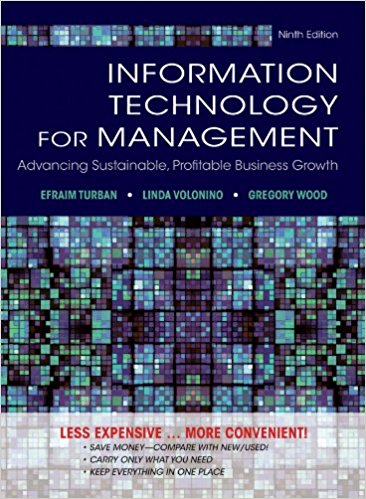 Ninth Edition
INFORMATION
TECHNOLOGY
FOR MANAGEMENT
Advancing Sustainable, Profitable Business Growth
EFRAIM TURBAN • LINDA VOLONINO • GREGORY WOOD
LESS EXPENSIVE ... MORE CONVENIENT!
• SAVE MONEY—COMPARE WITH NEW/USED!
• CARRY ONLY WHAT YOU NEED
• KEEP EVERYTHING IN ONE PLACE